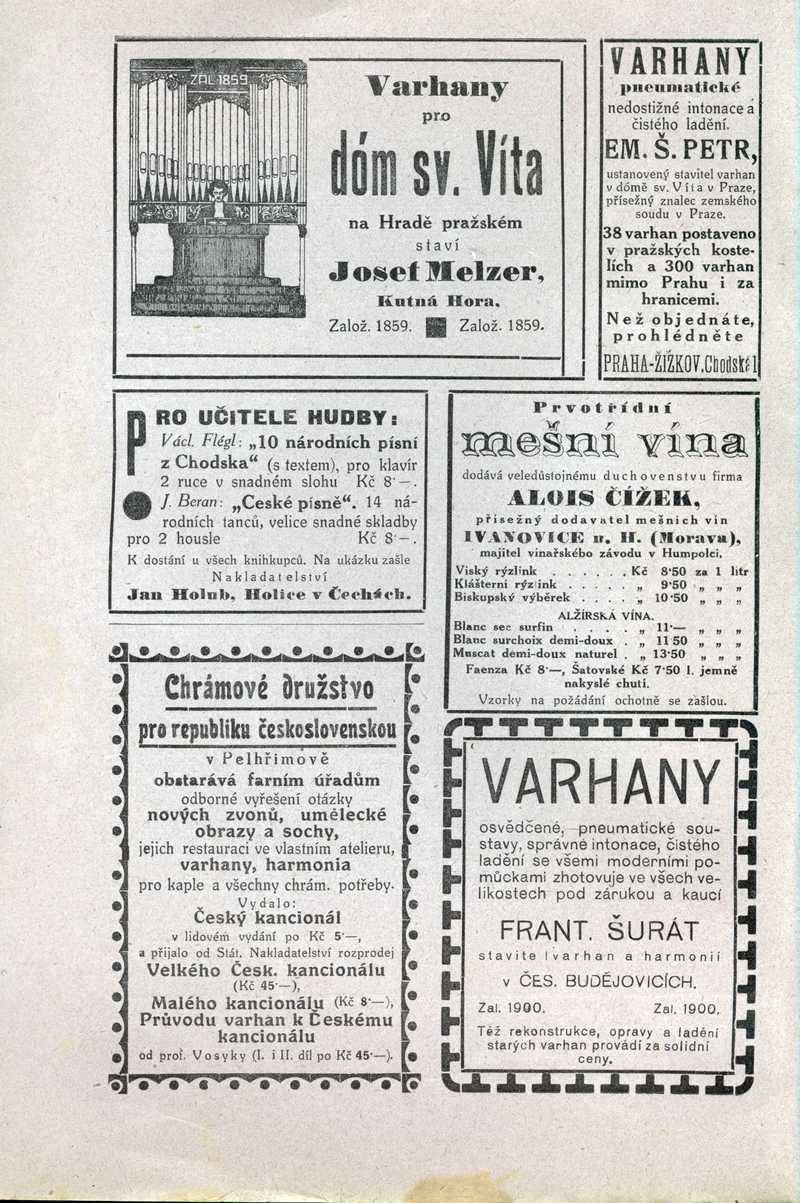 ZAL 1859
Varhany
pro
dóm sv. Víta
na Hradě pražském
staví
Josef Melzer,
Kutná Hora.
Založ. 1859. Založ. 1859.
VARHANY
pneumatické
nedostižné intonace a
čistého ladění.
EM. Š. PETR,
ustanovený stavitel varhan
v dómě sv. Víta v Praze,
přísežný znalec zemského
soudu v Praze.
38 varhan postaveno
v pražských koste-
lích a 300 varhan
mimo Prahu i za
hranicemi.
Než objednáte,
prohlédněte
PRAHA-ŽIŽKOV, Chodská 1
PRO UČITELE HUDBY:
Václ. Flégl: „10 národních písní
z Chodska“ (s textem), pro klavír
2 ruce v snadném slohu Kč 8·—.
J. Beran: „České písně“. 14 ná-
rodních tanců, velice snadné skladby
pro 2 housle Kč 8·—.
K dostání u všech knihkupců. Na ukázku zašle
Nakladatelství
Jan Holub, Holice v Čechách.
Prvotřídní
mešní vína
dodává veledůstojnému duchovenstvu firma
ALOIS ČÍŽEK,
přísežný dodavatel mešních vin
IVANOVICE n. H. (Morava),
majitel vinařského závodu v Humpolci.
Viský rýzlink . . . . . . Kč 8·50 za 1 litr
Klášterní rýzlink . . . . . „ 9·50 „ „ „
Biskupský výběrek . . . . „ 10·50 „ „ „
ALŽÍRSKÁ VÍNA.
Blanc sec surfin . . . . „ 11·— „ „ „
Blanc surchoix demi-doux . „ 11 50 „ „ „
Muscat demi-doux naturel . „ 13·50 „ „ „
Faenza Kč 8·—, Šatovské Kč 7·50 l. jemně
nakyslé chuti.
Vzorky na požádání ochotně se zašlou.
Chrámové družstvo
pro republiku československou
v Pelhřimově
obstarává farním úřadům
odborné vyřešení otázky
nových zvonů, umělecké
obrazy a sochy,
jejich restauraci ve vlastním atelieru,
varhany, harmonia
pro kaple a všechny chrám. potřeby.
Vydalo:
Český kancionál
v lidovém vydání po Kč 5·—,
a přijalo od Stát. Nakladatelství rozprodej
Velkého Česk. kancionálu
(Kč 45·—),
Malého kancionálu (Kč 8·—),
Průvodu varhan k Českému
kancionálu
od prof. Vosyky (I. i II. díl po Kč 45·—).
VARHANY
osvědčené, pneumatické sou-
stavy, správné intonace, čistého
ladění se všemi moderními po-
můckami zhotovuje ve všech ve-
likostech pod zárukou a kaucí
FRANT. ŠURÁT
stavitel varhan a harmonií
v ČES. BUDĚJOVICÍCH.
Zal. 1900. Zal. 1900.
Též rekonstrukce, opravy a ladění
starých varhan provádí za solidní
ceny.